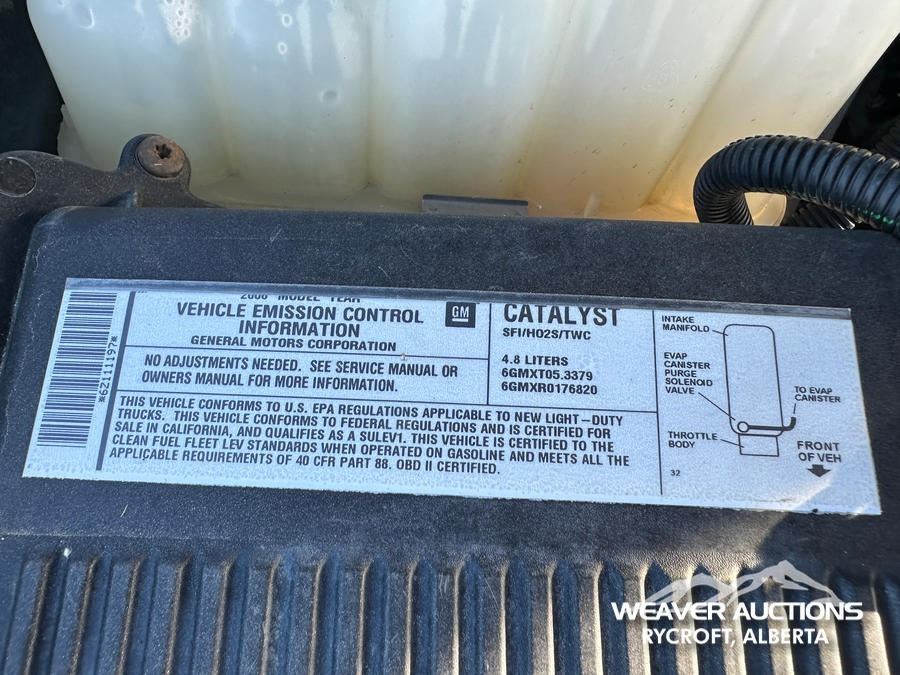 2006 MODEL YEAR
VEHICLE EMISSION CONTROL
INFORMATION
GENERAL MOTORS CORPORATION
GM
NO ADJUSTMENTS NEEDED. SEE SERVICE MANUAL OR
OWNERS MANUAL FOR MORE INFORMATION.
CATALYST
SFI/HO2S/TWC
4.8 LITERS
6GMXT05.3379
6GMXR0176820
THIS VEHICLE CONFORMS TO U.S. EPA REGULATIONS APPLICABLE TO NEW LIGHT-DUTY
TRUCKS. THIS VEHICLE CONFORMS TO FEDERAL REGULATIONS AND IS CERTIFIED FOR
SALE IN CALIFORNIA, AND QUALIFIES AS A SULEV1. THIS VEHICLE IS CERTIFIED TO THE
CLEAN FUEL FLEET LEV STANDARDS WHEN OPERATED ON GASOLINE AND MEETS ALL THE
APPLICABLE REQUIREMENTS OF 40 CFR PART 88. OBD II CERTIFIED.
*62111197*
INTAKE
MANIFOLD
EVAP
CANISTER
PURGE
SOLENOID
VALVE
TO EVAP
CANISTER
THROTTLE
BODY
FRONT
OF VEH
32
WEAVER AUCTIONS
RYCROFT, ALBERTA